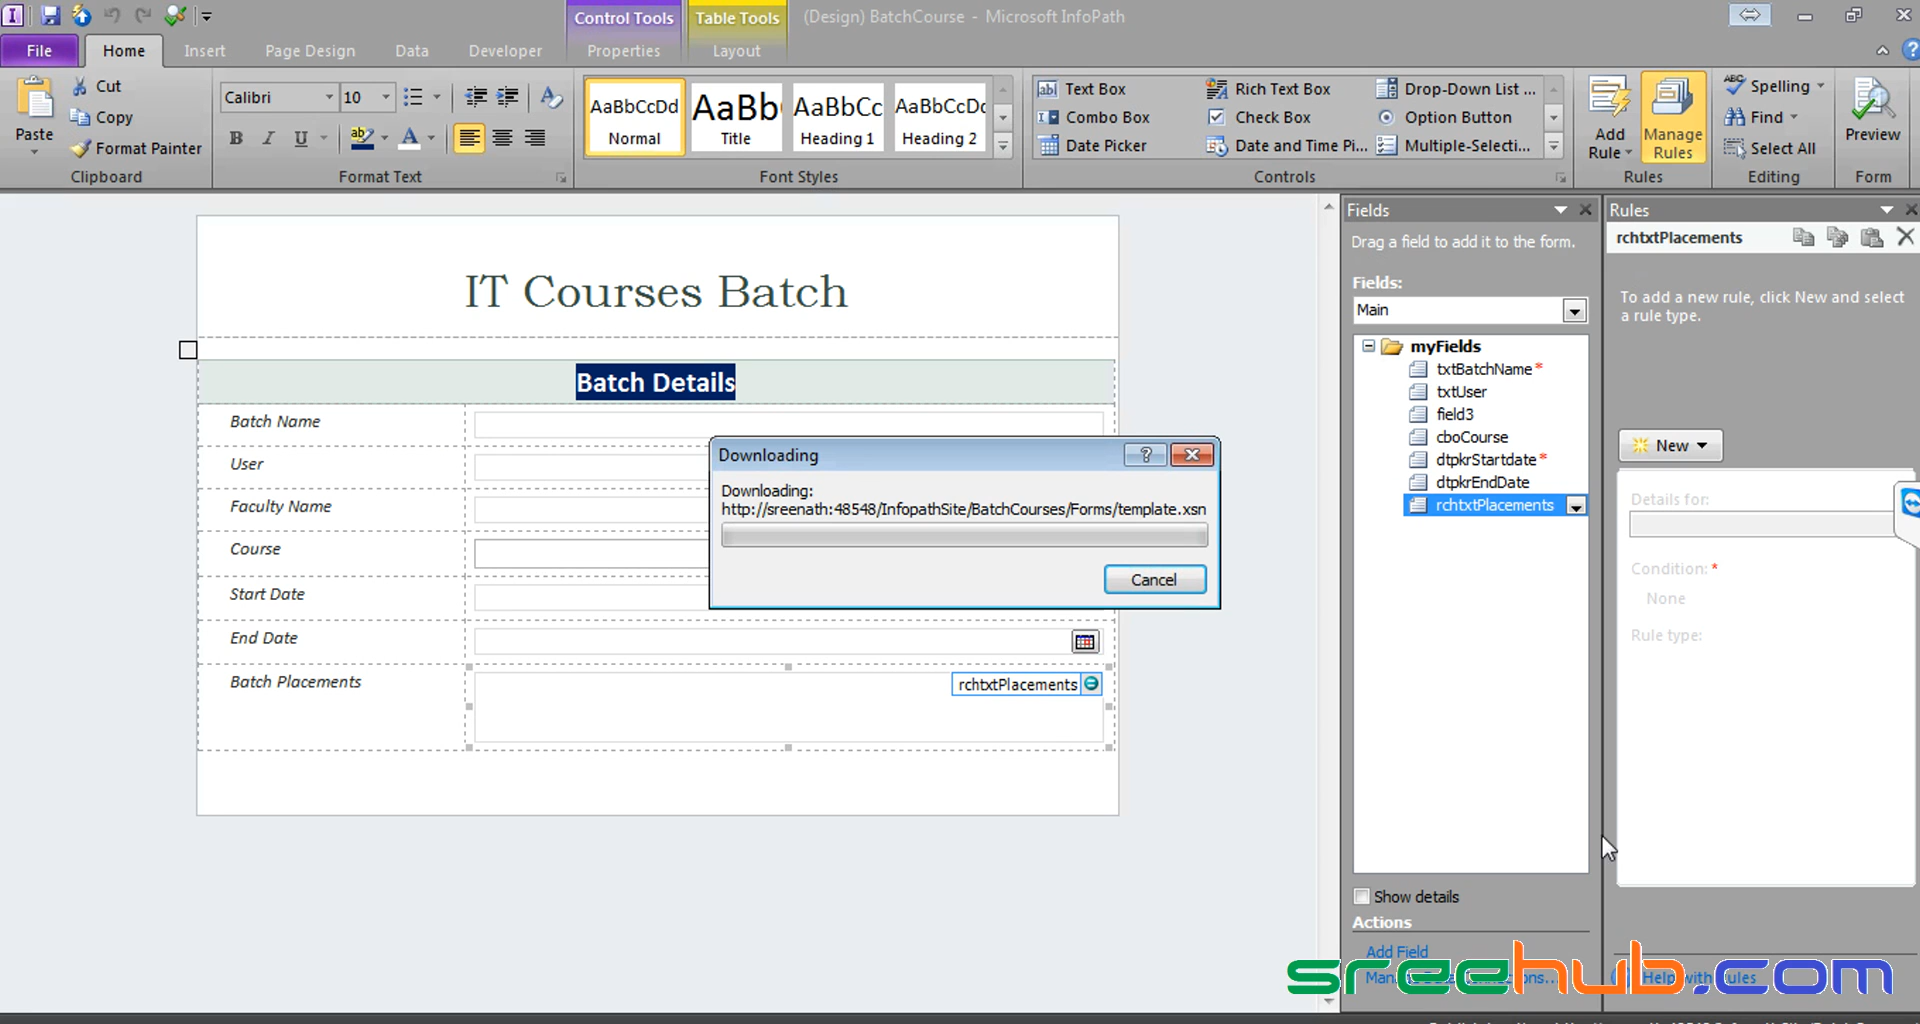 Control Tools
Table Tools
(Design) BatchCourse - Microsoft InfoPath
File
Home
Insert
Page Design
Data
Developer
Properties
Layout
Paste
Cut
Copy
Format Painter
Clipboard
Calibri
10
B I U
A
Format Text
AaBbCcDd
Normal
AaBb
Title
AaBbCc
Heading 1
AaBbCcDc
Heading 2
Font Styles
Text Box
Rich Text Box
Drop-Down List ...
Combo Box
Check Box
Option Button
Date Picker
Date and Time Pi...
Multiple-Selecti...
Controls
Add
Rule
Manage
Rules
Rules
Spelling
Find
Select All
Editing
Preview
Form
IT Courses Batch
Batch Details
Batch Name
User
Faculty Name
Course
Start Date
End Date
Batch Placements
rchtxtPlacements
Downloading
Downloading:
http://sreenath:48548/InfopathSite/BatchCourses/Forms/template.xsn
Cancel
Fields
Drag a field to add it to the form.
Fields:
Main
myFields
txtBatchName *
txtUser
field3
cboCourse
dtpkrStartdate *
dtpkrEndDate
rchtxtPlacements
Show details
Actions
Add Field
Rules
rchtxtPlacements
To add a new rule, click New and select
a rule type.
New
Details for:
Condition: *
None
Rule type:
Help with Rules
sreehub.com